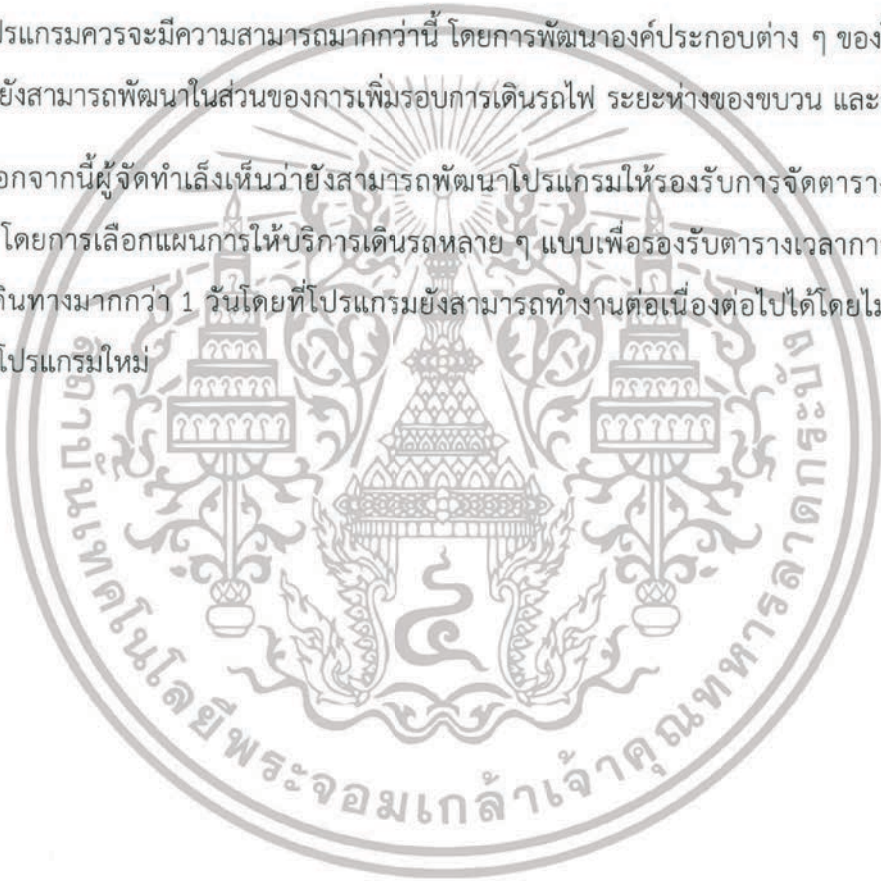 ปรแกรมควรจะมีความสามารถมากกว่านี้ โดยการพัฒนาองค์ประกอบต่าง ๆ ของ
ยังสามารถพัฒนาในส่วนของการเพิ่มรอบการเดินรถไฟ ระยะห่างของขบวน และ
อกจากนี้ผู้จัดทำเล็งเห็นว่ายังสามารถพัฒนาโปรแกรมให้รองรับการจัดตาราง
โดยการเลือกแผนการให้บริการเดินรถหลาย ๆ แบบเพื่อรองรับตารางเวลากา
ดินทางมากกว่า 1 วันโดยที่โปรแกรมยังสามารถทำงานต่อเนื่องต่อไปได้โดยไม
โปรแกรมใหม่
สถาบันเทคโนโลยีพระจอมเกล้าเจ้าคุณทหารลาดกระบัง
๔